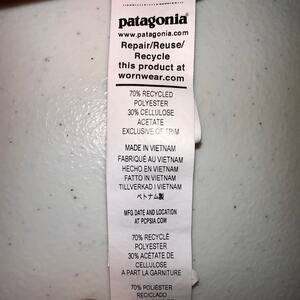 patagonia
www.patagonia.com
Repair/Reuse/
Recycle
this product at
wornwear.com
70% RECYCLED
POLYESTER
30% CELLULOSE
ACETATE
EXCLUSIVE OF TRIM
MADE IN VIETNAM
FABRIQUÉ AU VIETNAM
HECHO EN VIETNAM
FATTO IN VIETNAM
TILLVERKAD I VIETNAM
ベトナム製
MFG DATE AND LOCATION
AT PCPSIA.COM
70% RECYCLÉ
POLYESTER
30% ACÉTATE DE
CELLULOSE
A PART LA GARNITURE
70% POLIÉSTER
RECICLADO